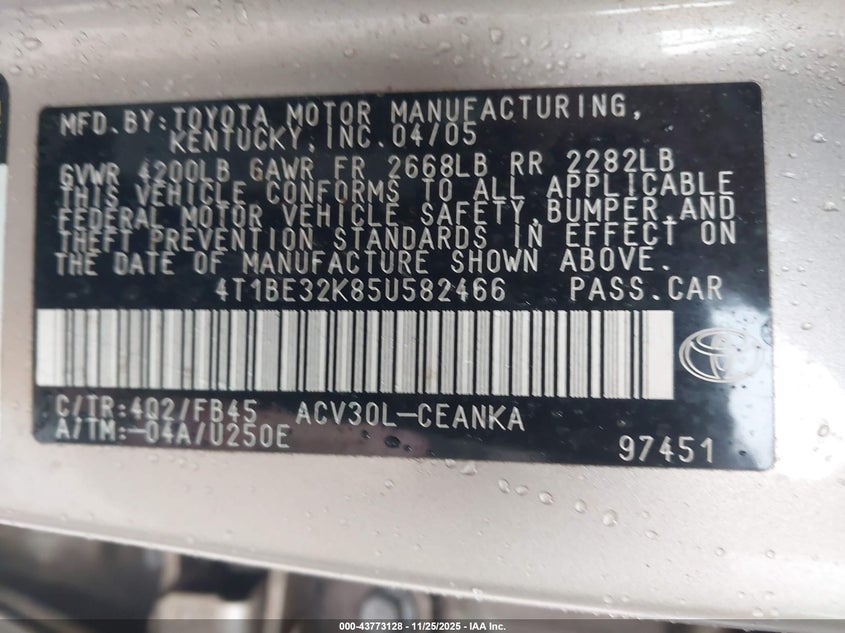 MFD.BY:TOYOTA MOTOR MANUFACTURING,
KENTUCKY,INC.04/05
GVWR 4200LB GAWR FR 2668LB RR 2282LB
THIS VEHICLE CONFORMS TO ALL APPLICABLE
FEDERAL MOTOR VEHICLE SAFETY,BUMPER,AND
THEFT PREVENTION STANDARDS IN EFFECT ON
THE DATE OF MANUFACTURE SHOWN ABOVE.
4T1BE32K85U582466 PASS.CAR
C/TR:4Q2/FB45 ACV30L-CEANKA
A/TM:-04A/U250E
97451
000-43773128 - 11/25/2025 - IAA Inc.